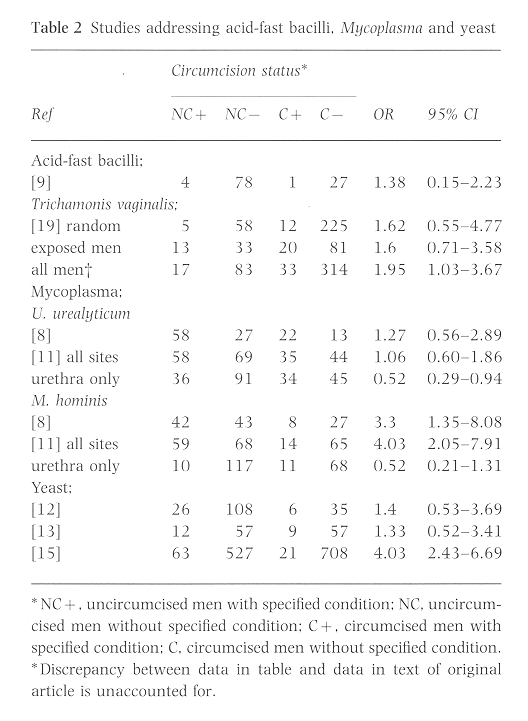 Table 2 Studies addressing acid-fast bacilli, Mycoplasma and yeast
Circumcision status*
Ref NC+ NC− C+ C− OR 95% CI
Acid-fast bacilli;
[9] 4 78 1 27 1.38 0.15–2.23
Trichamonis vaginalis;
[19] random 5 58 12 225 1.62 0.55–4.77
exposed men 13 33 20 81 1.6 0.71–3.58
all men† 17 83 33 314 1.95 1.03–3.67
Mycoplasma;
U. urealyticum
[8] 58 27 22 13 1.27 0.56–2.89
[11] all sites 58 69 35 44 1.06 0.60–1.86
urethra only 36 91 34 45 0.52 0.29–0.94
M. hominis
[8] 42 43 8 27 3.3 1.35–8.08
[11] all sites 59 68 14 65 4.03 2.05–7.91
urethra only 10 117 11 68 0.52 0.21–1.31
Yeast;
[12] 26 108 6 35 1.4 0.53–3.69
[13] 12 57 9 57 1.33 0.52–3.41
[15] 63 527 21 708 4.03 2.43–6.69
*NC+, uncircumcised men with specified condition; NC, uncircum-
cised men without specified condition; C+, circumcised men with
specified condition; C, circumcised men without specified condition.
*Discrepancy between data in table and data in text of original
article is unaccounted for.